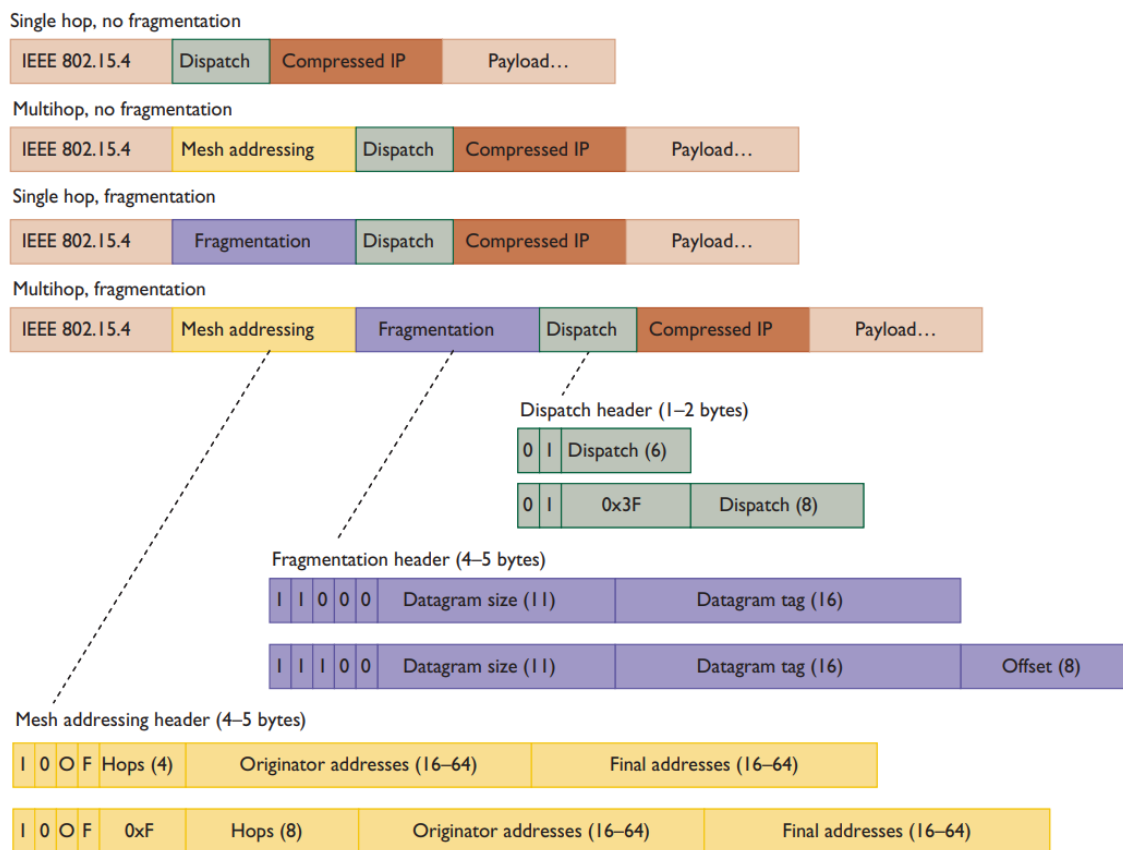 Single hop, no fragmentation
IEEE 802.15.4 Dispatch Compressed IP Payload...
Multihop, no fragmentation
IEEE 802.15.4 Mesh addressing Dispatch Compressed IP Payload...
Single hop, fragmentation
IEEE 802.15.4 Fragmentation Dispatch Compressed IP Payload...
Multihop, fragmentation
IEEE 802.15.4 Mesh addressing Fragmentation Dispatch Compressed IP Payload...
Dispatch header (1–2 bytes)
0 1 Dispatch (6)
0 1 0x3F Dispatch (8)
Fragmentation header (4–5 bytes)
1 1 0 0 0 Datagram size (11) Datagram tag (16)
1 1 1 0 0 Datagram size (11) Datagram tag (16) Offset (8)
Mesh addressing header (4–5 bytes)
1 0 O F Hops (4) Originator addresses (16–64) Final addresses (16–64)
1 0 O F 0xF Hops (8) Originator addresses (16–64) Final addresses (16–64)